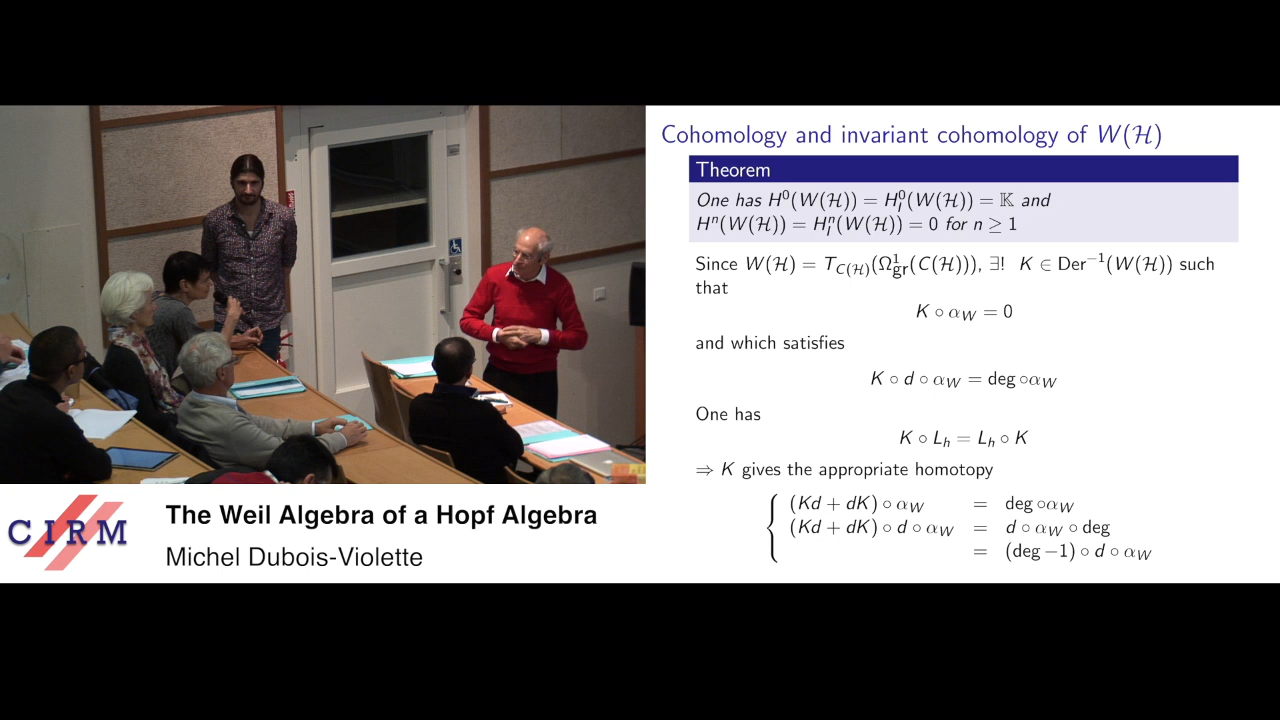 Cohomology and invariant cohomology of W(ℋ)
Theorem
One has H⁰(W(ℋ)) = H_I⁰(W(ℋ)) = 𝕂 and
Hⁿ(W(ℋ)) = H_Iⁿ(W(ℋ)) = 0 for n ≥ 1
Since W(ℋ) = T_{C(ℋ)}(Ω¹_gr(C(ℋ))), ∃! K ∈ Der⁻¹(W(ℋ)) such
that
K ∘ α_W = 0
and which satisfies
K ∘ d ∘ α_W = deg ∘α_W
One has
K ∘ L_h = L_h ∘ K
⇒ K gives the appropriate homotopy
{ (Kd + dK) ∘ α_W = deg ∘α_W
(Kd + dK) ∘ d ∘ α_W = d ∘ α_W ∘ deg
= (deg −1) ∘ d ∘ α_W
CIRM
The Weil Algebra of a Hopf Algebra
Michel Dubois-Violette